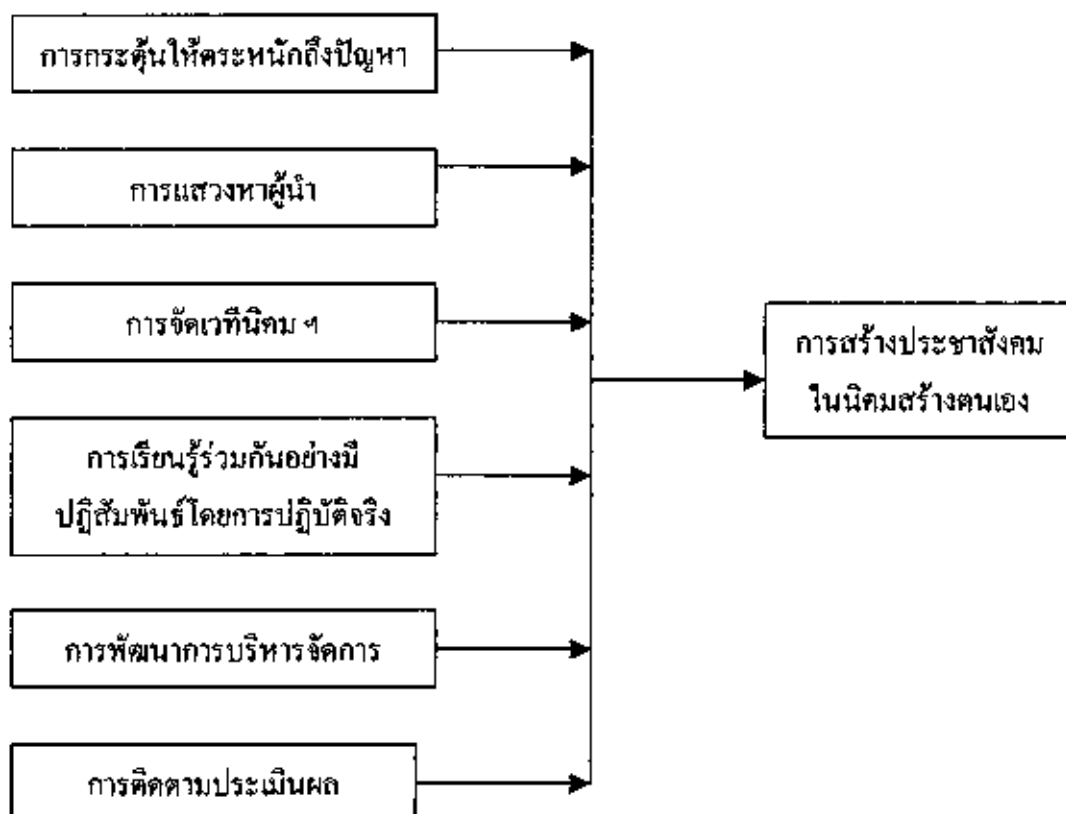 การกระตุ้นให้ตระหนักถึงปัญหา
การแสวงหาผู้นำ
การจัดเวทีนิคม ฯ
การเรียนรู้ร่วมกันอย่างมี
ปฏิสัมพันธ์โดยการปฏิบัติจริง
การพัฒนาการบริหารจัดการ
การติดตามประเมินผล
การสร้างประชาสังคม
ในนิคมสร้างตนเอง